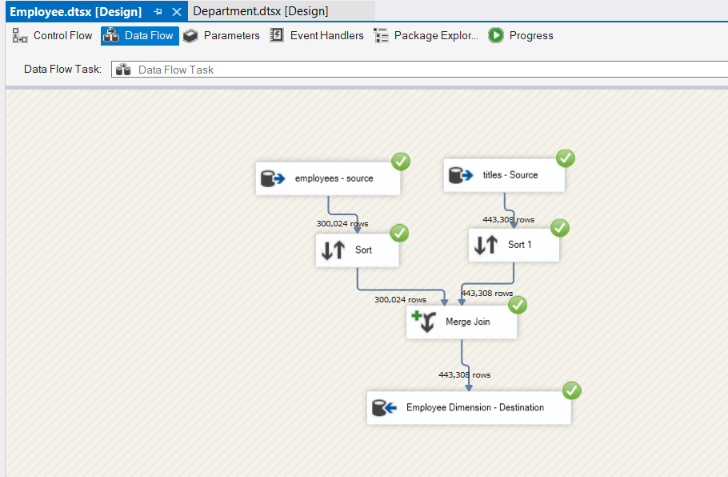 Employee.dtsx [Design]
Department.dtsx [Design]
Control Flow
Data Flow
Parameters
Event Handlers
Package Explor...
Progress
Data Flow Task:
Data Flow Task
employees - source
titles - Source
300,024 rows
443,308 rows
Sort
Sort 1
300,024 rows
443,308 rows
Merge Join
443,308 rows
Employee Dimension - Destination